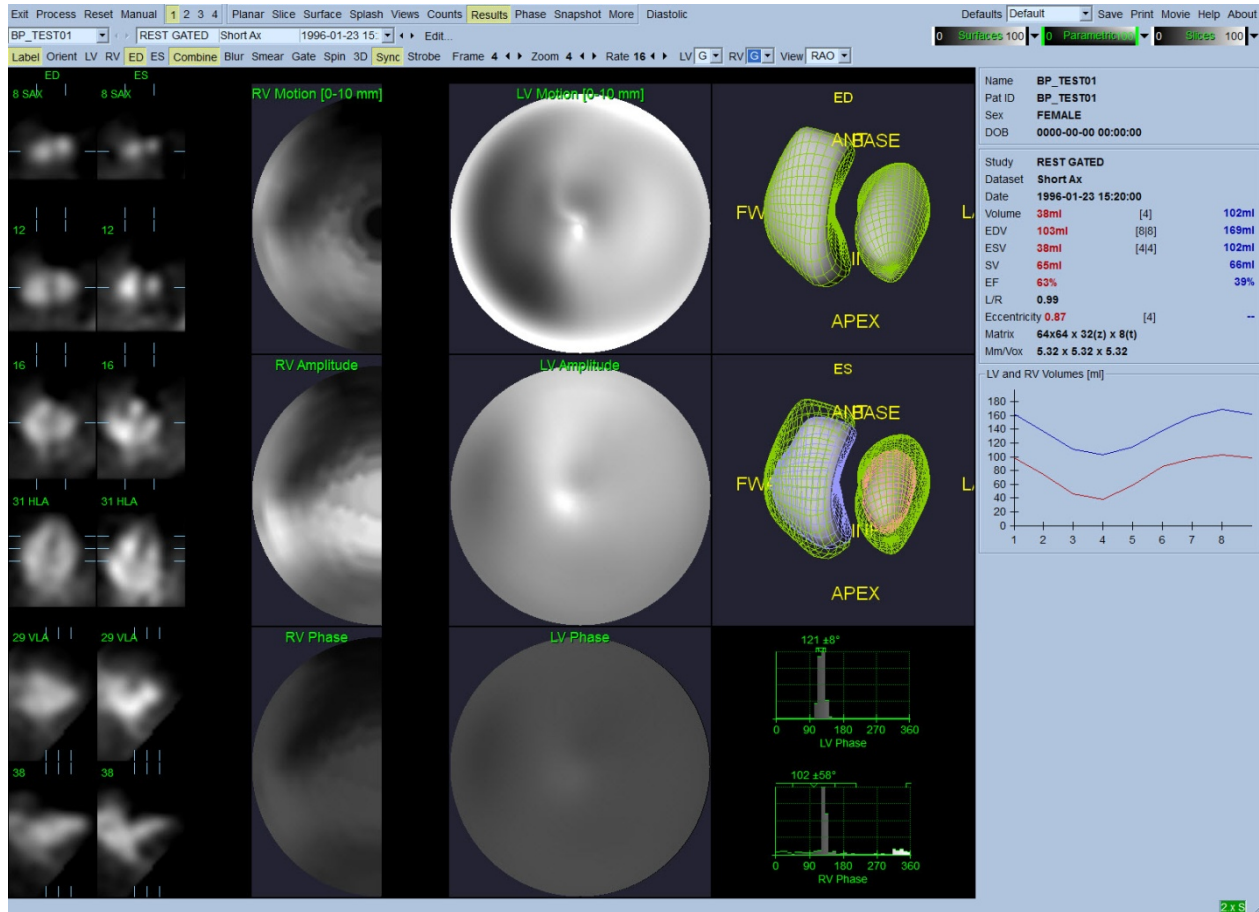 Exit Process Reset Manual 1 2 3 4 Planar Slice Surface Splash Views Counts Results Phase Snapshot More Diastolic Defaults Default Save Print Movie Help About
BP_TEST01 REST GATED Short Ax 1996-01-23 15: Edit... 0 Surfaces 100 0 Parametric 0 Slices 100
Label Orient LV RV ED ES Combine Blur Smear Gate Spin 3D Sync Strobe Frame 4 Zoom 4 Rate 16 LV G RV G View RAO
ED ES
8 SAX 8 SAX
12 12
16 16
31 HLA 31 HLA
29 VLA 29 VLA
38 38
RV Motion [0-10 mm] LV Motion [0-10 mm]
RV Amplitude LV Amplitude
RV Phase LV Phase
ED
ANT BASE
FW
APEX
ES
ANT BASE
FW
APEX
121 ±8°
0 90 180 270 360
LV Phase
102 ±58°
0 90 180 270 360
RV Phase
Name BP_TEST01
Pat ID BP_TEST01
Sex FEMALE
DOB 0000-00-00 00:00:00
Study REST GATED
Dataset Short Ax
Date 1996-01-23 15:20:00
Volume 38ml [4] 102ml
EDV 103ml [8|8] 169ml
ESV 38ml [4|4] 102ml
SV 65ml 66ml
EF 63% 39%
L/R 0.99
Eccentricity 0.87 [4] --
Matrix 64x64 x 32(z) x 8(t)
Mm/Vox 5.32 x 5.32 x 5.32
LV and RV Volumes [ml]
180
160
140
120
100
80
60
40
20
0
1 2 3 4 5 6 7 8
2 x S